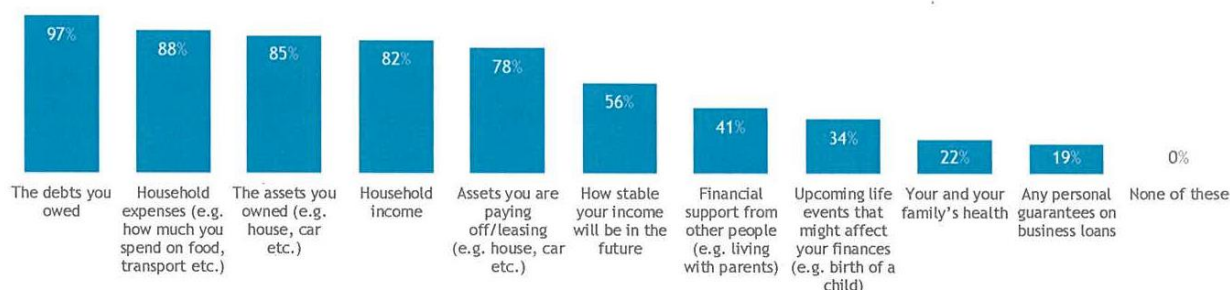 97%
88%
85%
82%
78%
56%
41%
34%
22%
19%
0%
The debts you
owed
Household
expenses (e.g.
how much you
spend on food,
transport etc.)
The assets you
owned (e.g.
house, car
etc.)
Household
income
Assets you are
paying
off/leasing
(e.g. house, car
etc.)
How stable
your income
will be in the
future
Financial
support from
other people
(e.g. living
with parents)
Upcoming life
events that
might affect
your finances
(e.g. birth of a
child)
Your and your
family's health
Any personal
guarantees on
business loans
None of these